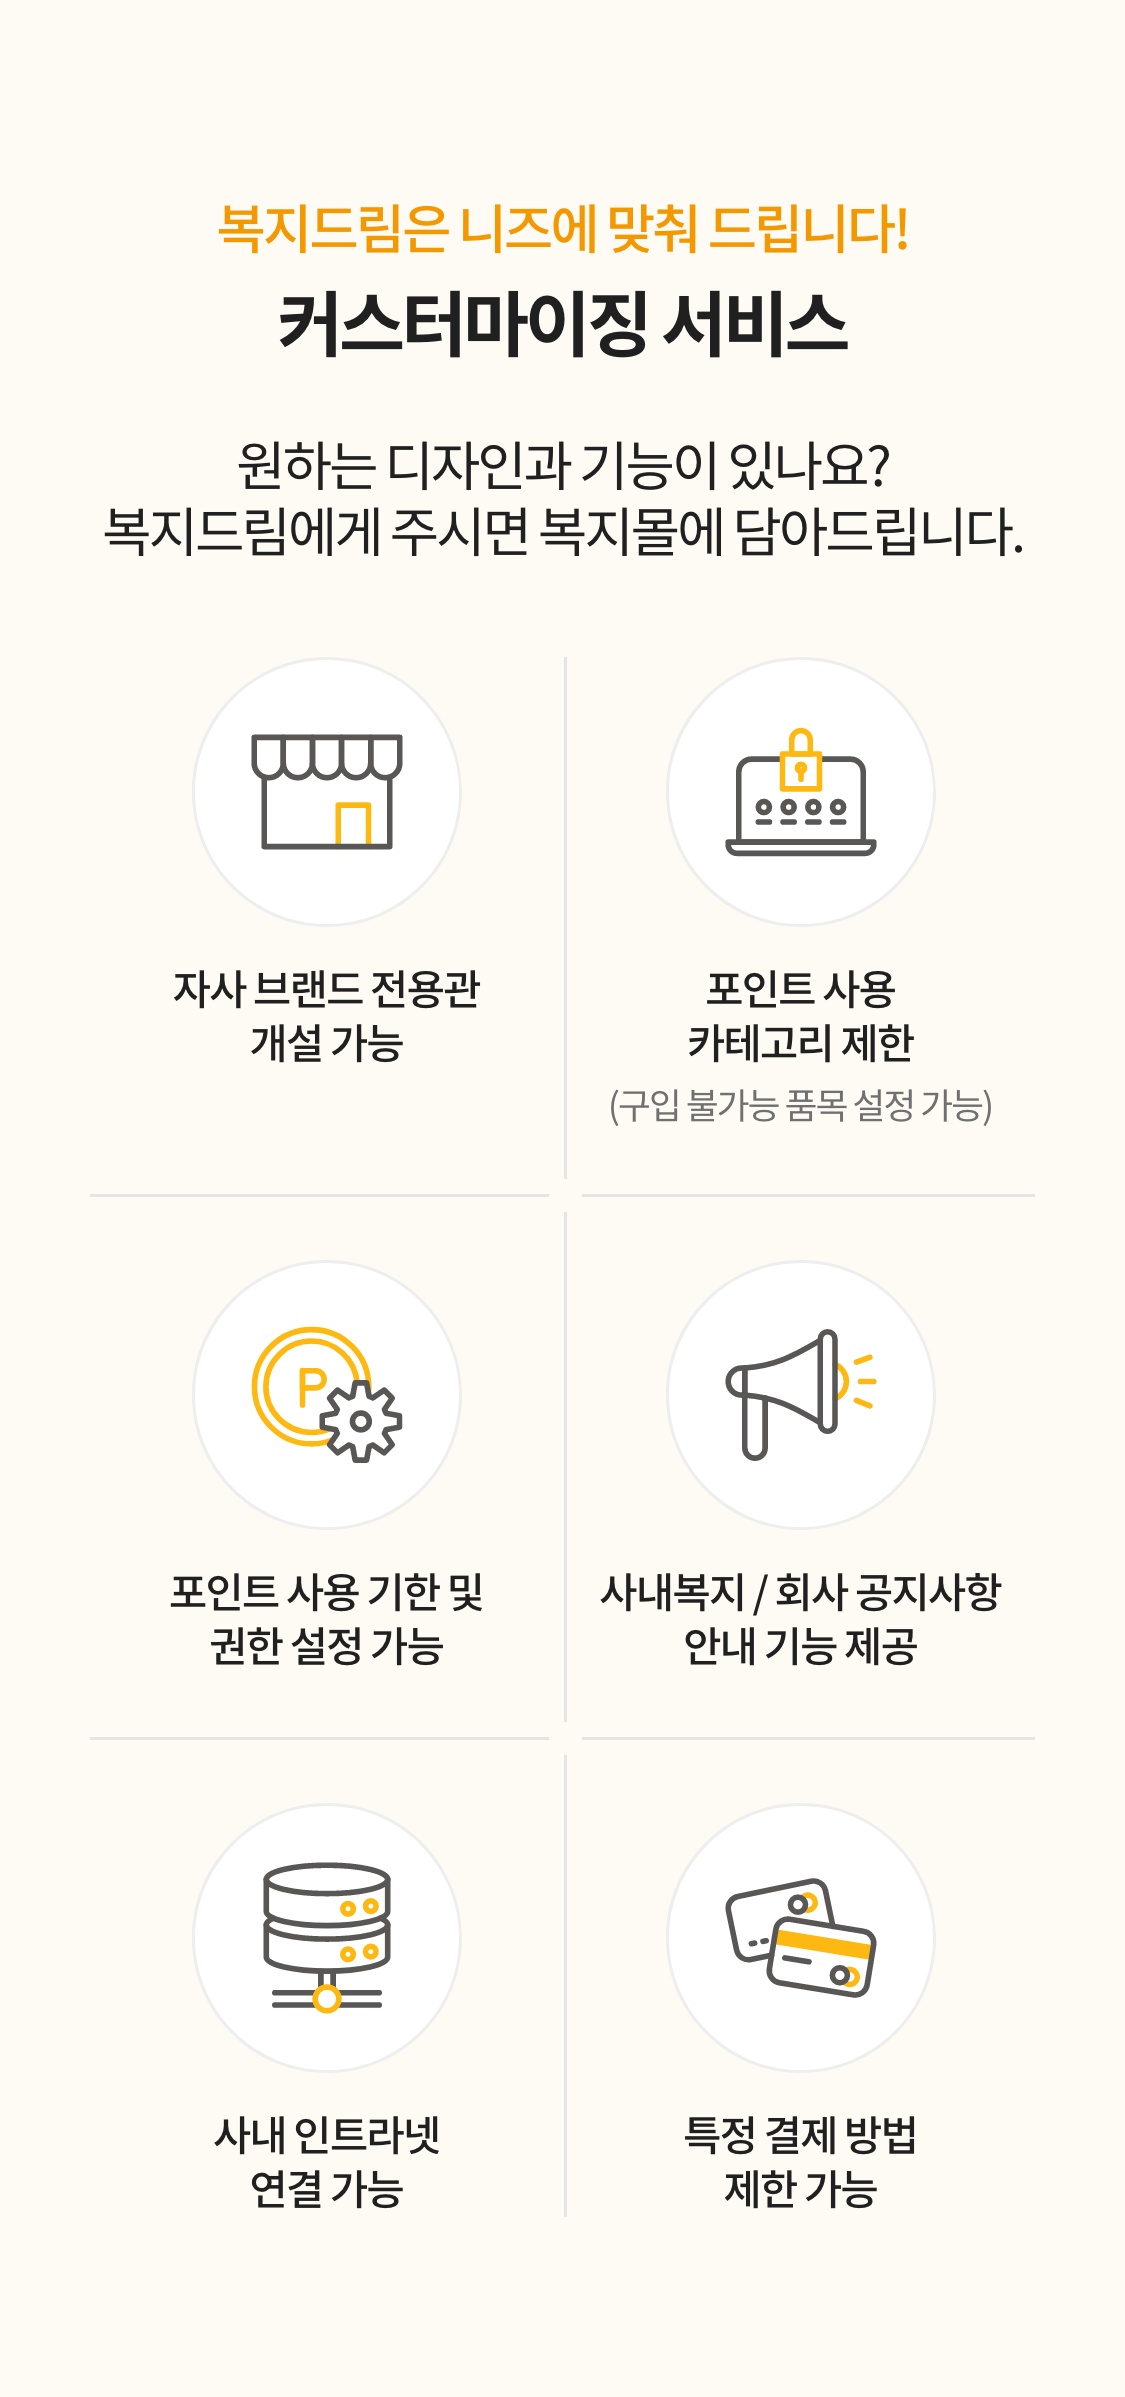 복지드림은 니즈에 맞춰 드립니다!
커스터마이징 서비스
원하는 디자인과 기능이 있나요?
복지드림에게 주시면 복지몰에 담아드립니다.
자사 브랜드 전용관
개설 가능
포인트 사용
카테고리 제한
(구입 불가능 품목 설정 가능)
P
포인트 사용 기한 및
권한 설정 가능
사내복지 / 회사 공지사항
안내 기능 제공
사내 인트라넷
연결 가능
특정 결제 방법
제한 가능